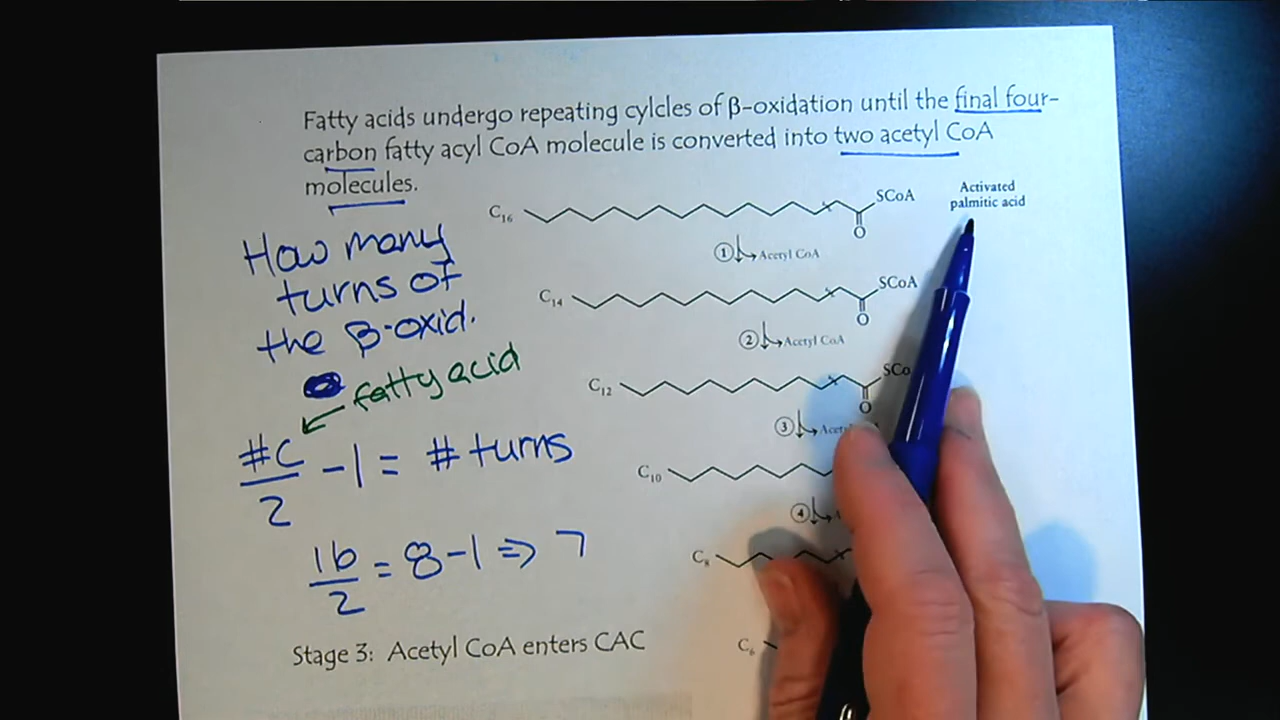 Fatty acids undergo repeating cylcles of β-oxidation until the final four-
carbon fatty acyl CoA molecule is converted into two acetyl CoA
molecules.
C16
SCoA
Activated
palmitic acid
O
How many
turns of
the β-oxid.
① Acetyl CoA
C14
SCoA
O
② Acetyl CoA
fatty acid
C12
SCo
O
③
#C/2 - 1 = # turns
C10
④
16/2 = 8 - 1 ⇒ 7
C8
Stage 3: Acetyl CoA enters CAC
C6